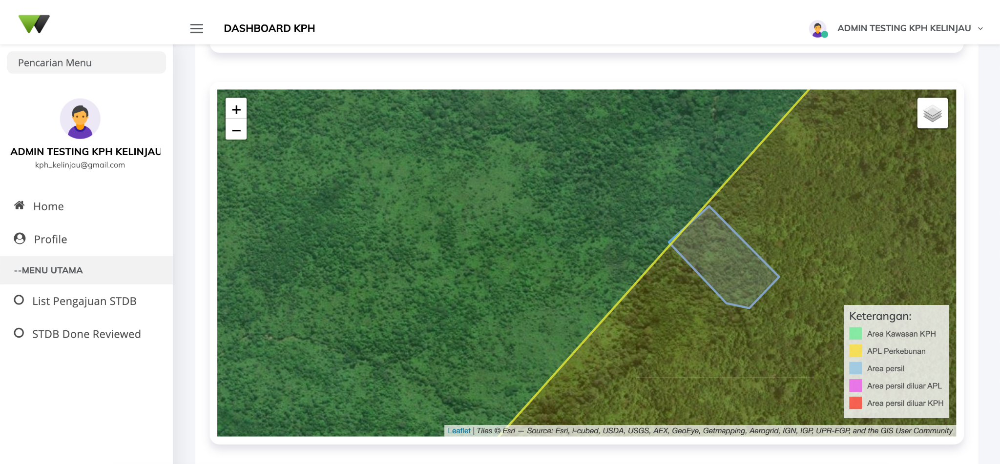 DASHBOARD KPH
ADMIN TESTING KPH KELINJAU
Pencarian Menu
ADMIN TESTING KPH KELINJAU
kph_kelinjau@gmail.com
Home
Profile
--MENU UTAMA
List Pengajuan STDB
STDB Done Reviewed
+
−
Keterangan:
Area Kawasan KPH
APL Perkebunan
Area persil
Area persil diluar APL
Area persil diluar KPH
Leaflet | Tiles © Esri — Source: Esri, i-cubed, USDA, USGS, AEX, GeoEye, Getmapping, Aerogrid, IGN, IGP, UPR-EGP, and the GIS User Community